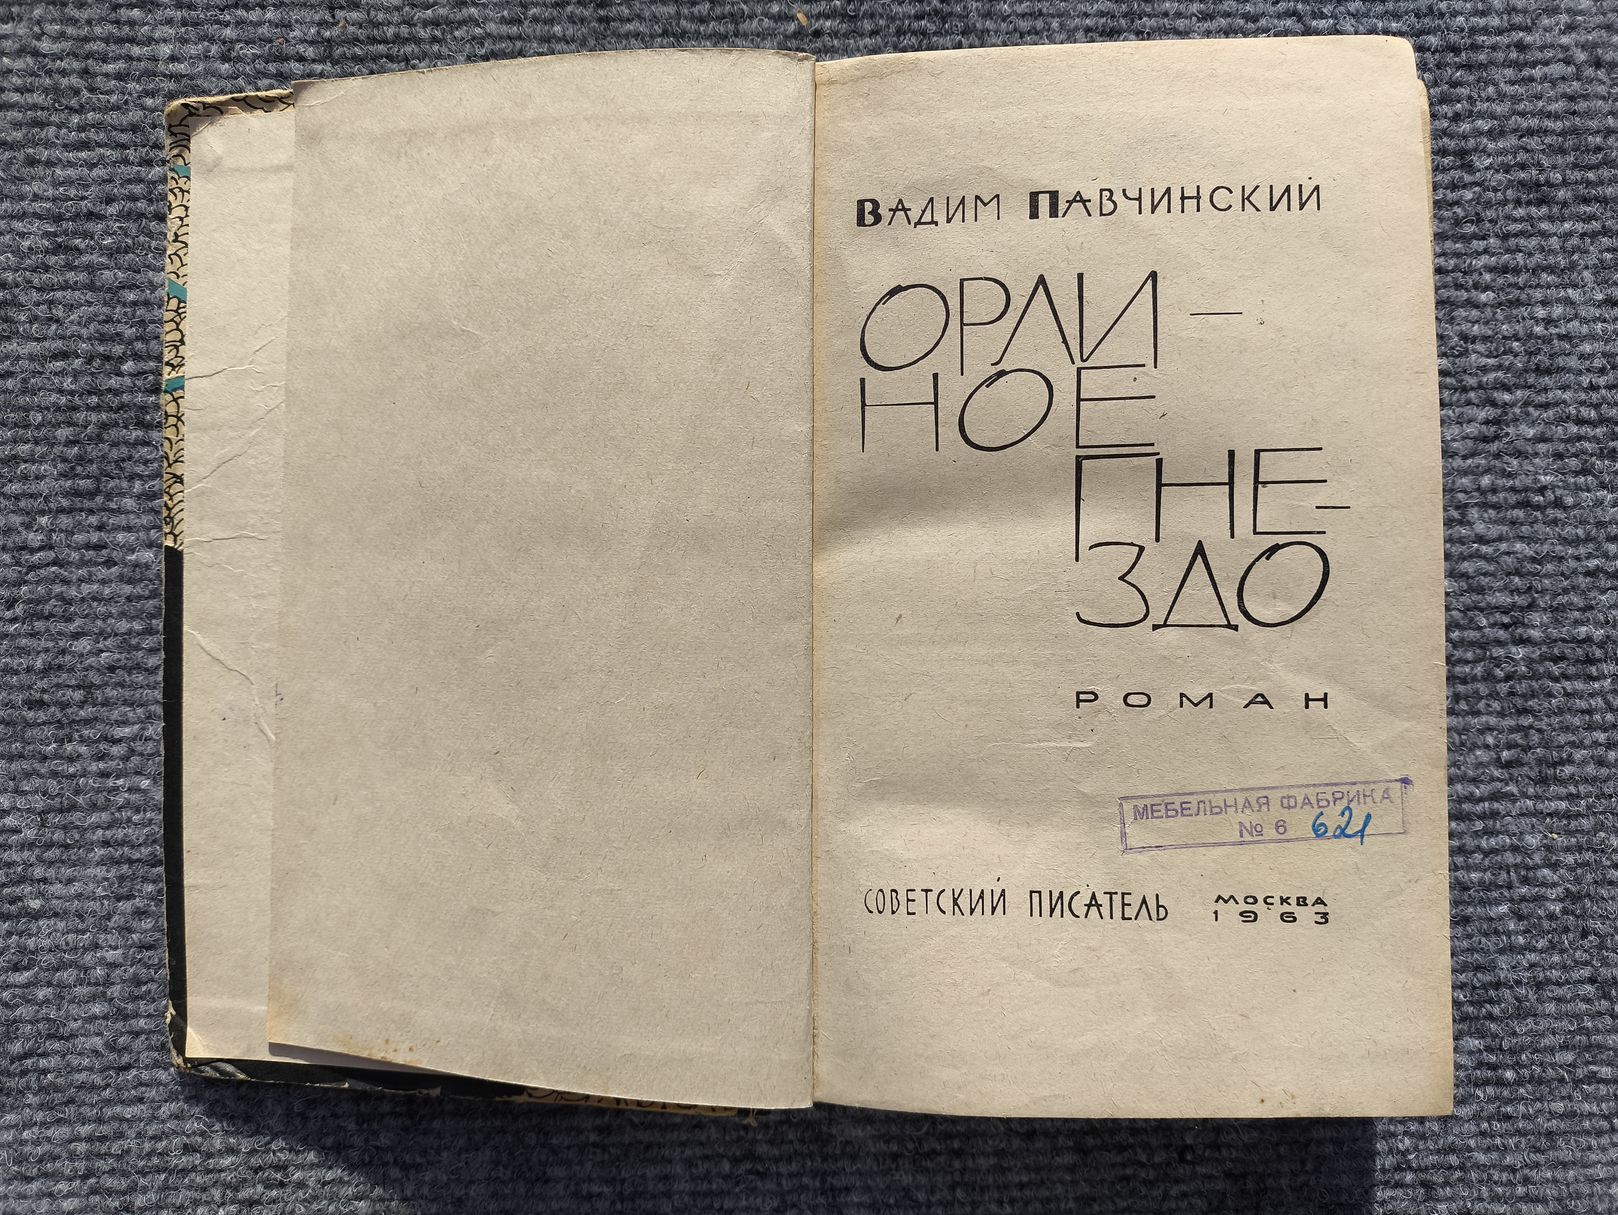 ВАДИМ ПАВЧИНСКИЙ
ОРЛИ-
НОЕ
ГНЕ-
ЗДО
РОМАН
МЕБЕЛЬНАЯ ФАБРИКА
№ 6 621
СОВЕТСКИЙ ПИСАТЕЛЬ МОСКВА
1963